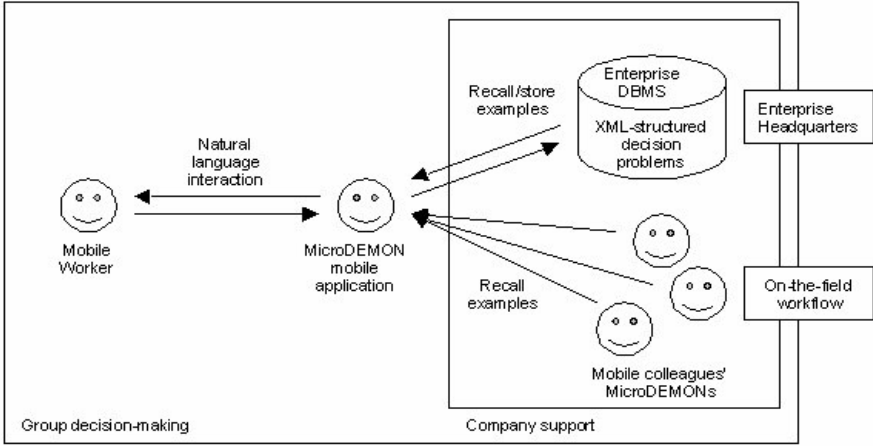 Enterprise
DBMS
XML-structured
decision
problems
Recall/store
examples
Enterprise
Headquarters
Natural
language
interaction
Mobile
Worker
MicroDEMON
mobile
application
Recall
examples
On-the-field
workflow
Mobile colleagues'
MicroDEMONs
Group decision-making
Company support